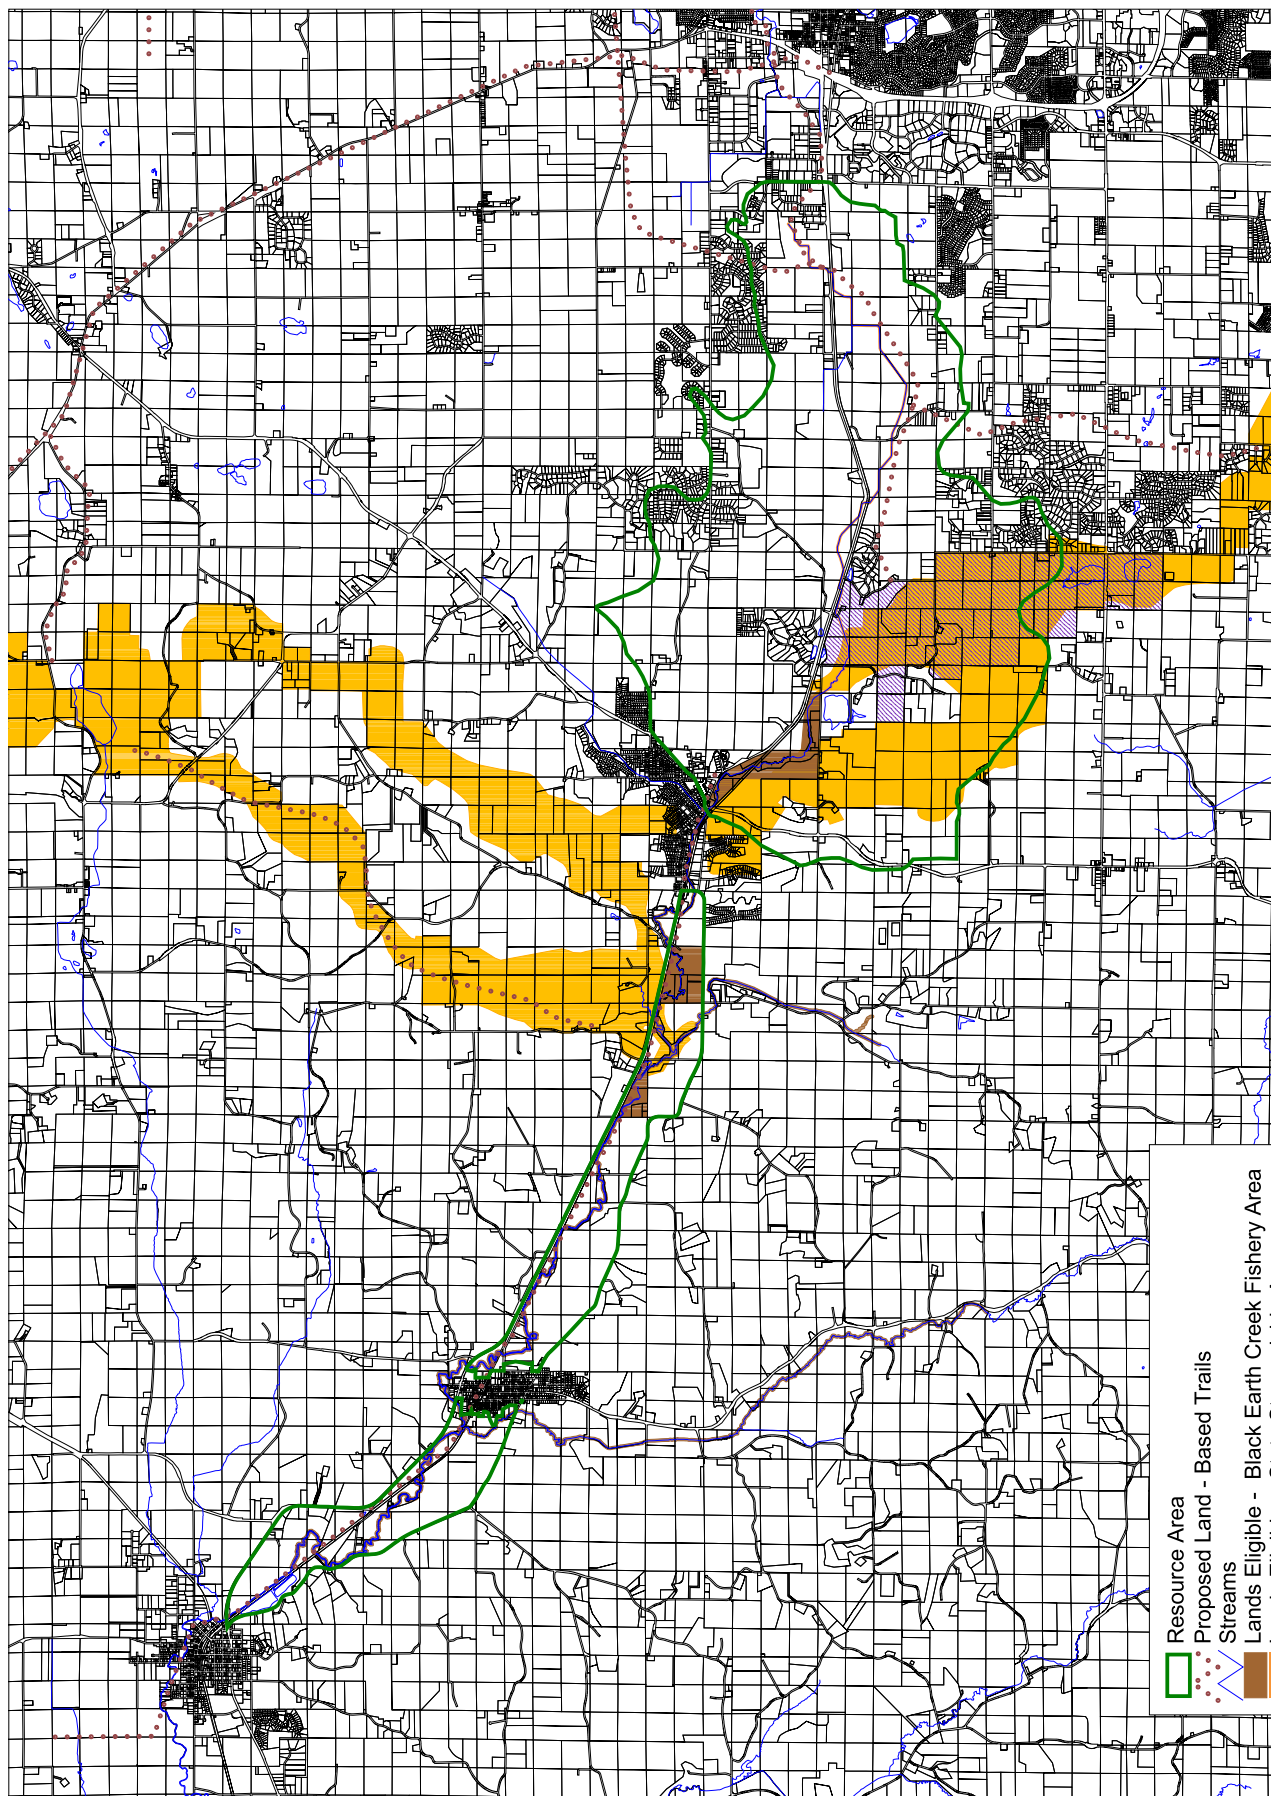 Resource Area
Proposed Land - Based Trails
Streams
Lands Eligible - Black Earth Creek Fishery Area